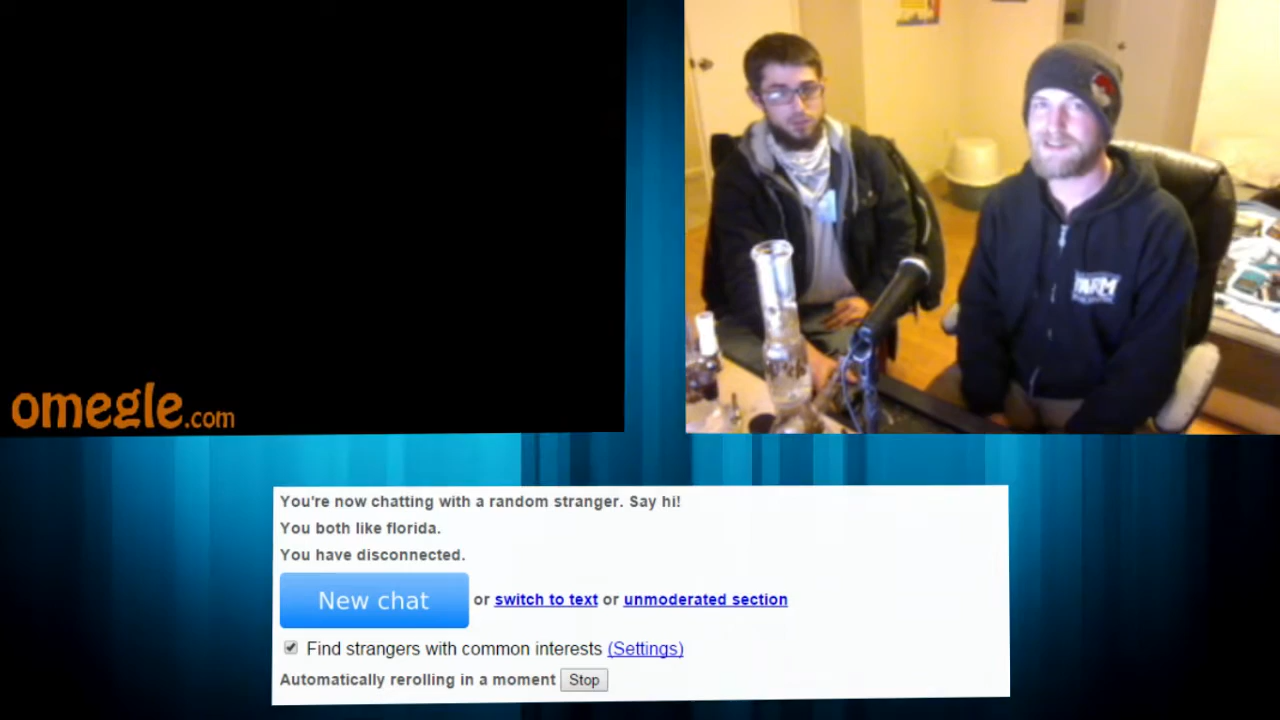 omegle.com
FARM
You're now chatting with a random stranger. Say hi!
You both like florida.
You have disconnected.
New chat or switch to text or unmoderated section
Find strangers with common interests (Settings)
Automatically rerolling in a moment Stop